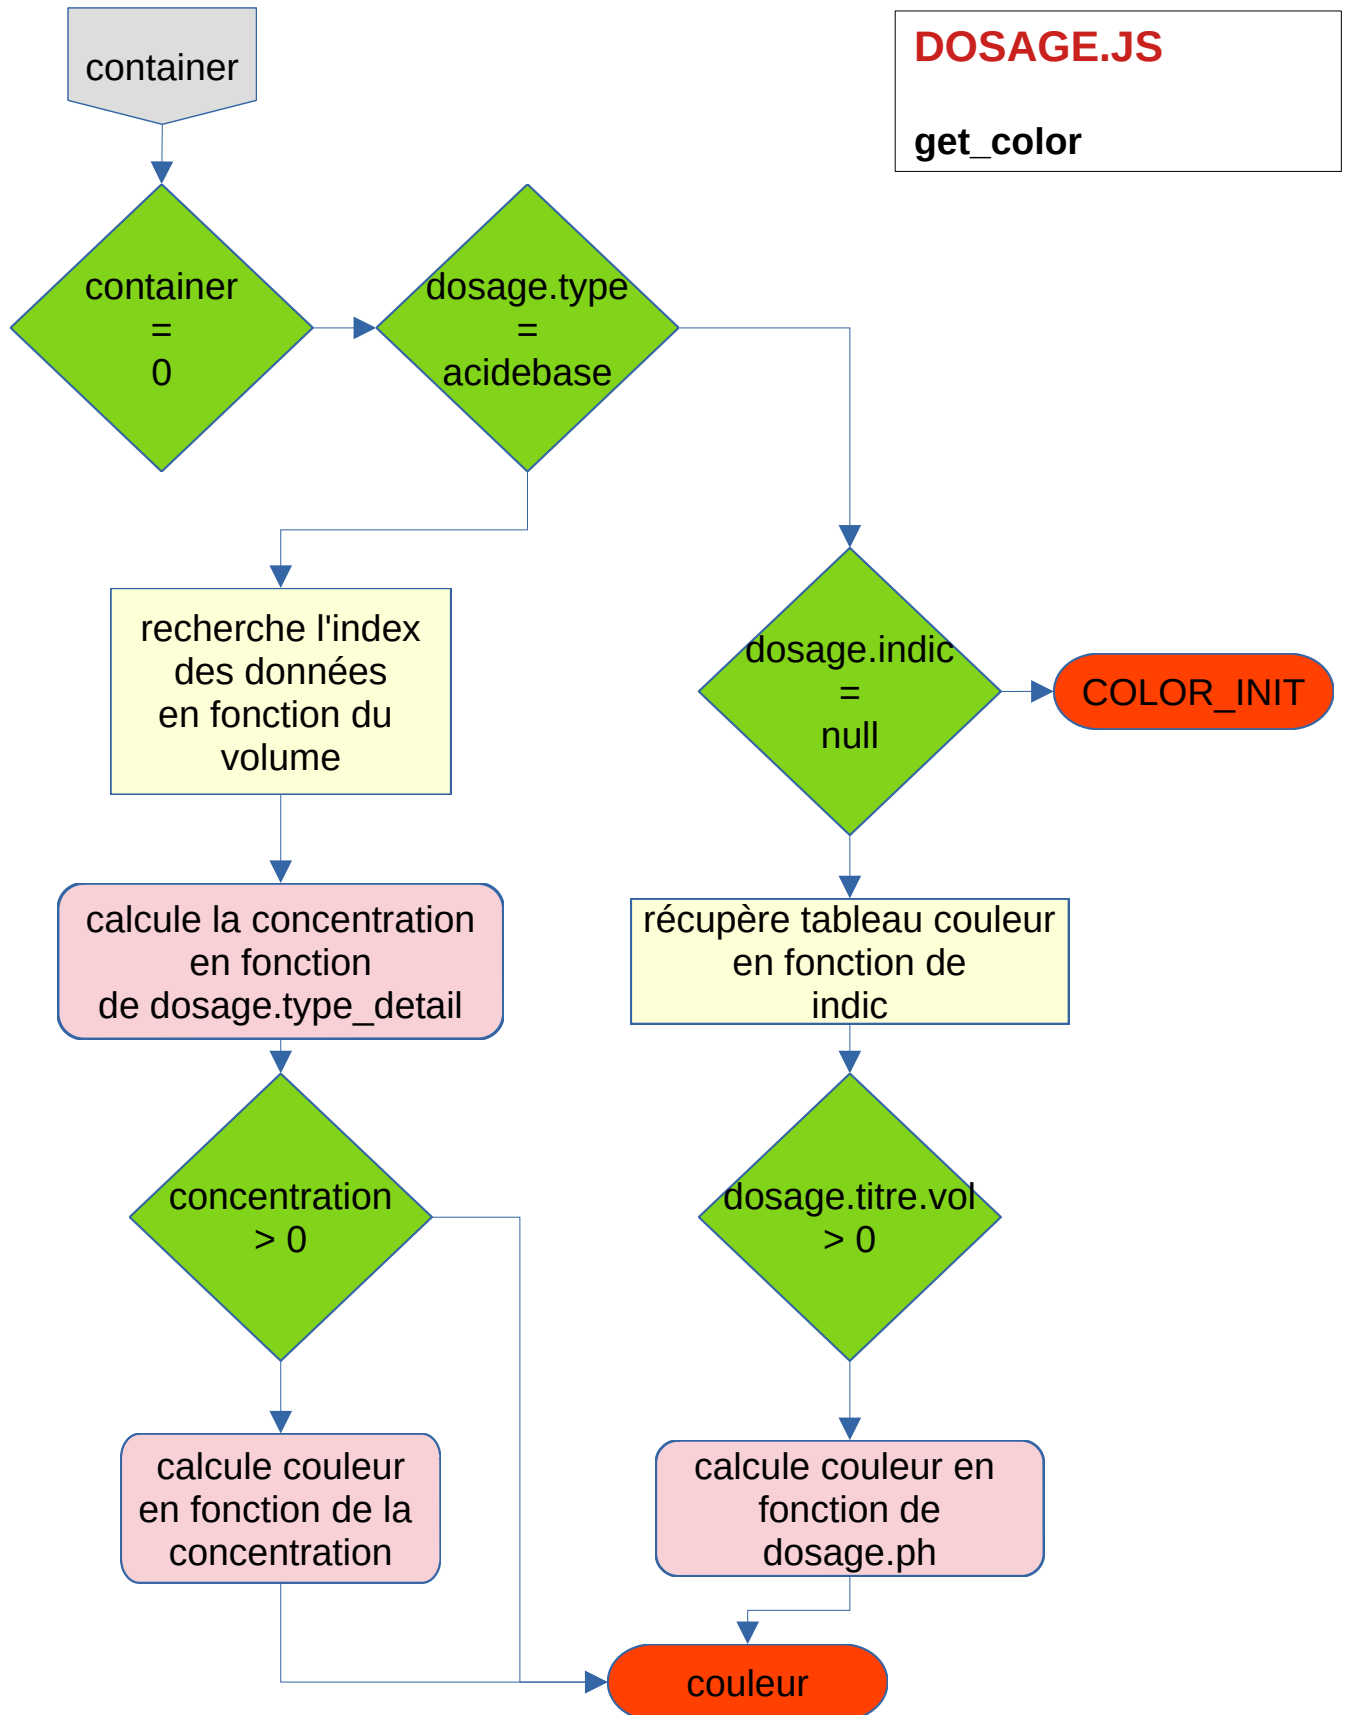 container
DOSAGE.JS
get_color
container
=
0
dosage.type
=
acidebase
recherche l'index
des données
en fonction du
volume
dosage.indic
=
null
COLOR_INIT
calcule la concentration
en fonction
de dosage.type_detail
récupère tableau couleur
en fonction de
indic
concentration
> 0
dosage.titre.vol
> 0
calcule couleur
en fonction de la
concentration
calcule couleur en
fonction de
dosage.ph
couleur